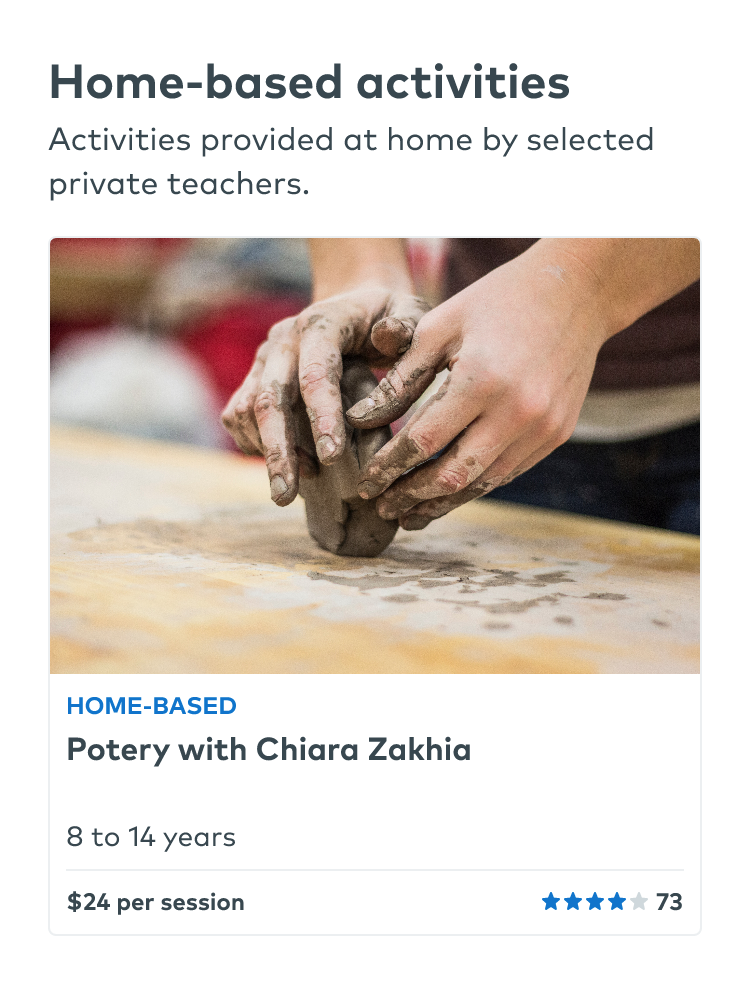 Home-based activities
Activities provided at home by selected
private teachers.
HOME-BASED
Potery with Chiara Zakhia
8 to 14 years
$24 per session
73